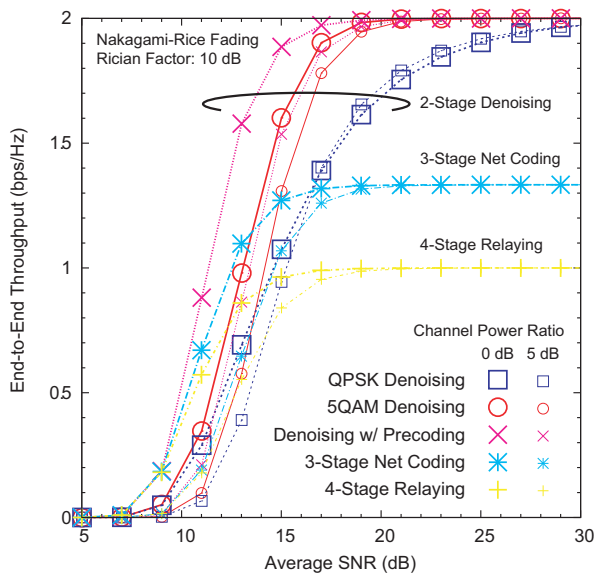 2
1.5
1
0.5
0
5
10
15
20
25
30
End-to-End Throughput (bps/Hz)
Average SNR (dB)
Nakagami-Rice Fading
Rician Factor: 10 dB
2-Stage Denoising
3-Stage Net Coding
4-Stage Relaying
Channel Power Ratio
0 dB 5 dB
QPSK Denoising
5QAM Denoising
Denoising w/ Precoding
3-Stage Net Coding
4-Stage Relaying